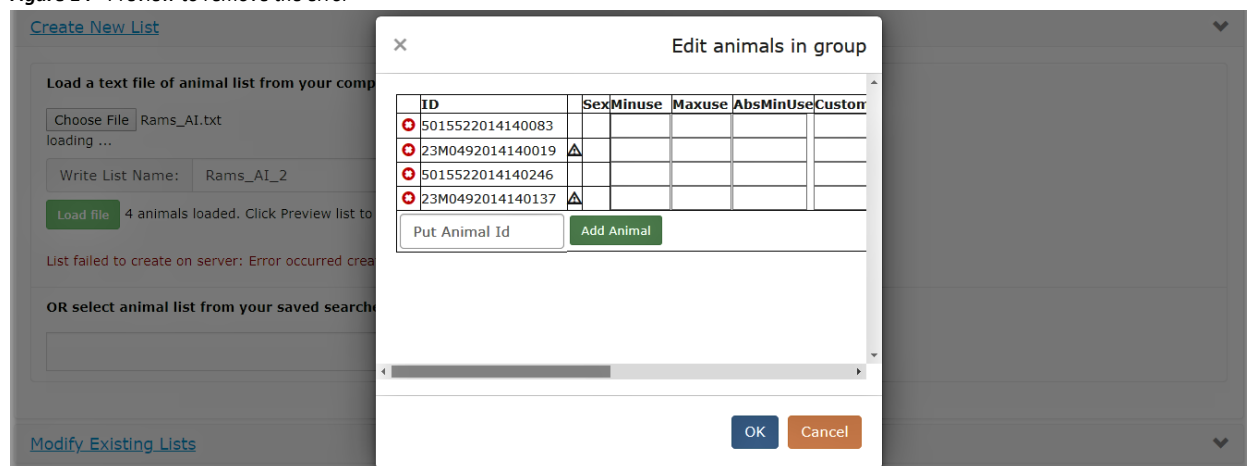 Create New List
Edit animals in group
Load a text file of animal list from your comp
Choose File Rams_AI.txt
loading ...
Write List Name: Rams_AI_2
Load file 4 animals loaded. Click Preview list to
List failed to create on server: Error occurred crea
OR select animal list from your saved searche
ID Sex Minuse Maxuse AbsMinUse Custom
5015522014140083
23M0492014140019
5015522014140246
23M0492014140137
Put Animal Id Add Animal
OK Cancel
Modify Existing Lists